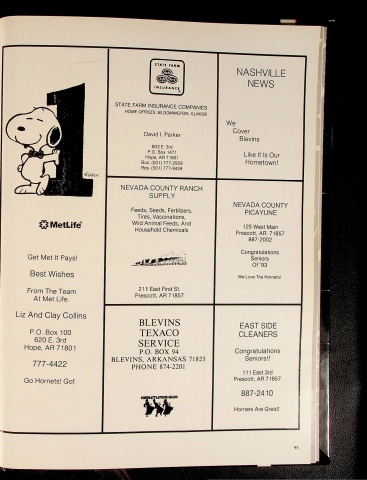 MetLife
Get Met It Pays!
Best Wishes
From The Team
At Met Life.
Liz And Clay Collins
P.O. Box 100
620 E. 3rd
Hope, AR 71801
777-4422
Go Hornets! Go!
STATE FARM
INSURANCE
STATE FARM INSURANCE COMPANIES
HOME OFFICES, BLOOMINGTON, ILLINOIS
David I. Parker
803 E. 3rd
P.O. Box 1471
Hope, AR 71801
Bus. (501) 777-2929
Res. (501) 777-9459
NEVADA COUNTY RANCH
SUPPLY
Feeds, Seeds, Fertilizers,
Tires, Vaccinations,
Wild Animal Feeds, And
Household Chemicals
211 East First St.
Prescott, AR 71857
BLEVINS
TEXACO
SERVICE
P.O. BOX 94
BLEVINS, ARKANSAS 71825
PHONE 874-2201
CONGRATULATIONS GRADS
NASHVILLE
NEWS
We
Cover
Blevins
Like It Is Our
Hometown!
NEVADA COUNTY
PICAYUNE
125 West Main
Prescott, AR 71857
887-2002
Congratulations
Seniors
Of '93
We Love The Hornets!
EAST SIDE
CLEANERS
Congratulations
Seniors!!
111 East 3rd
Prescott, AR 71857
887-2410
Hornets Are Great!